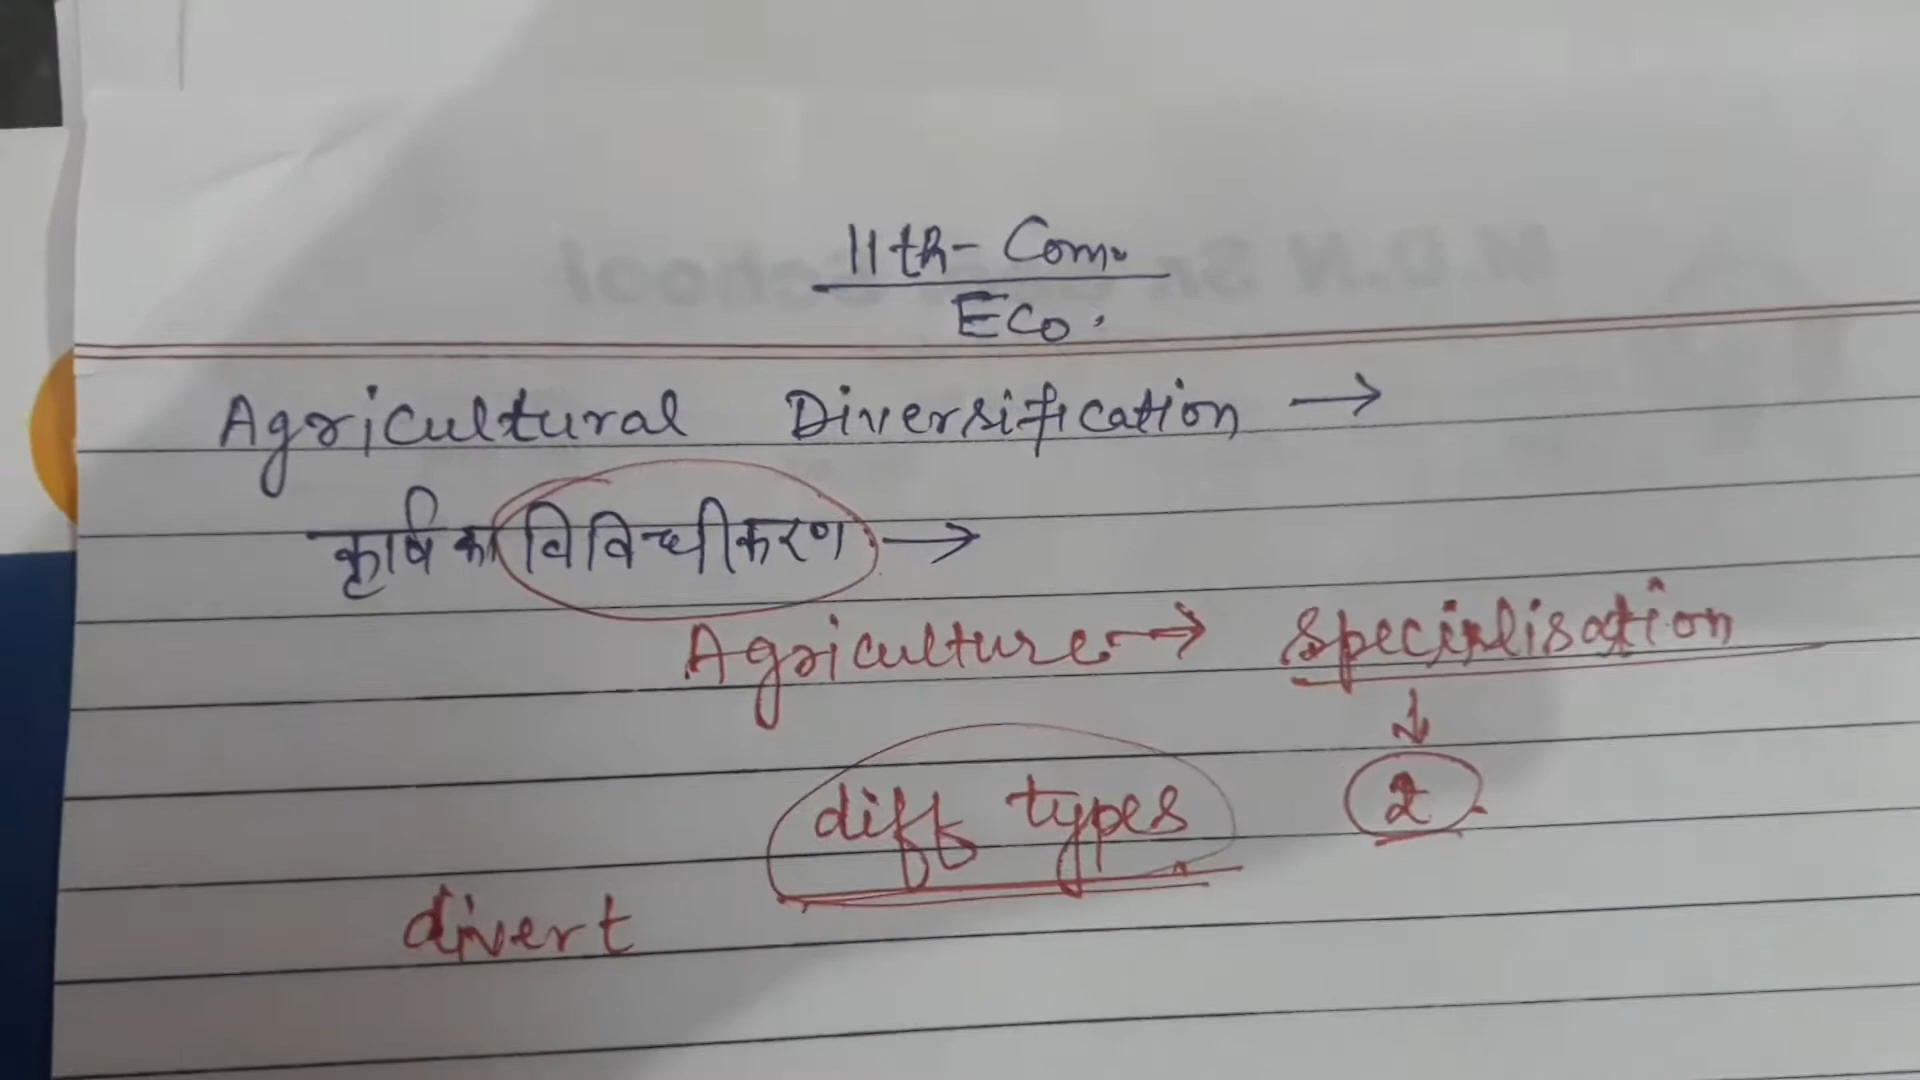 11th- Com.
Eco.
Agricultural Diversification →
कृषि का विविधीकरण →
Agriculture → Specialisation
↓
diff types 2
divert